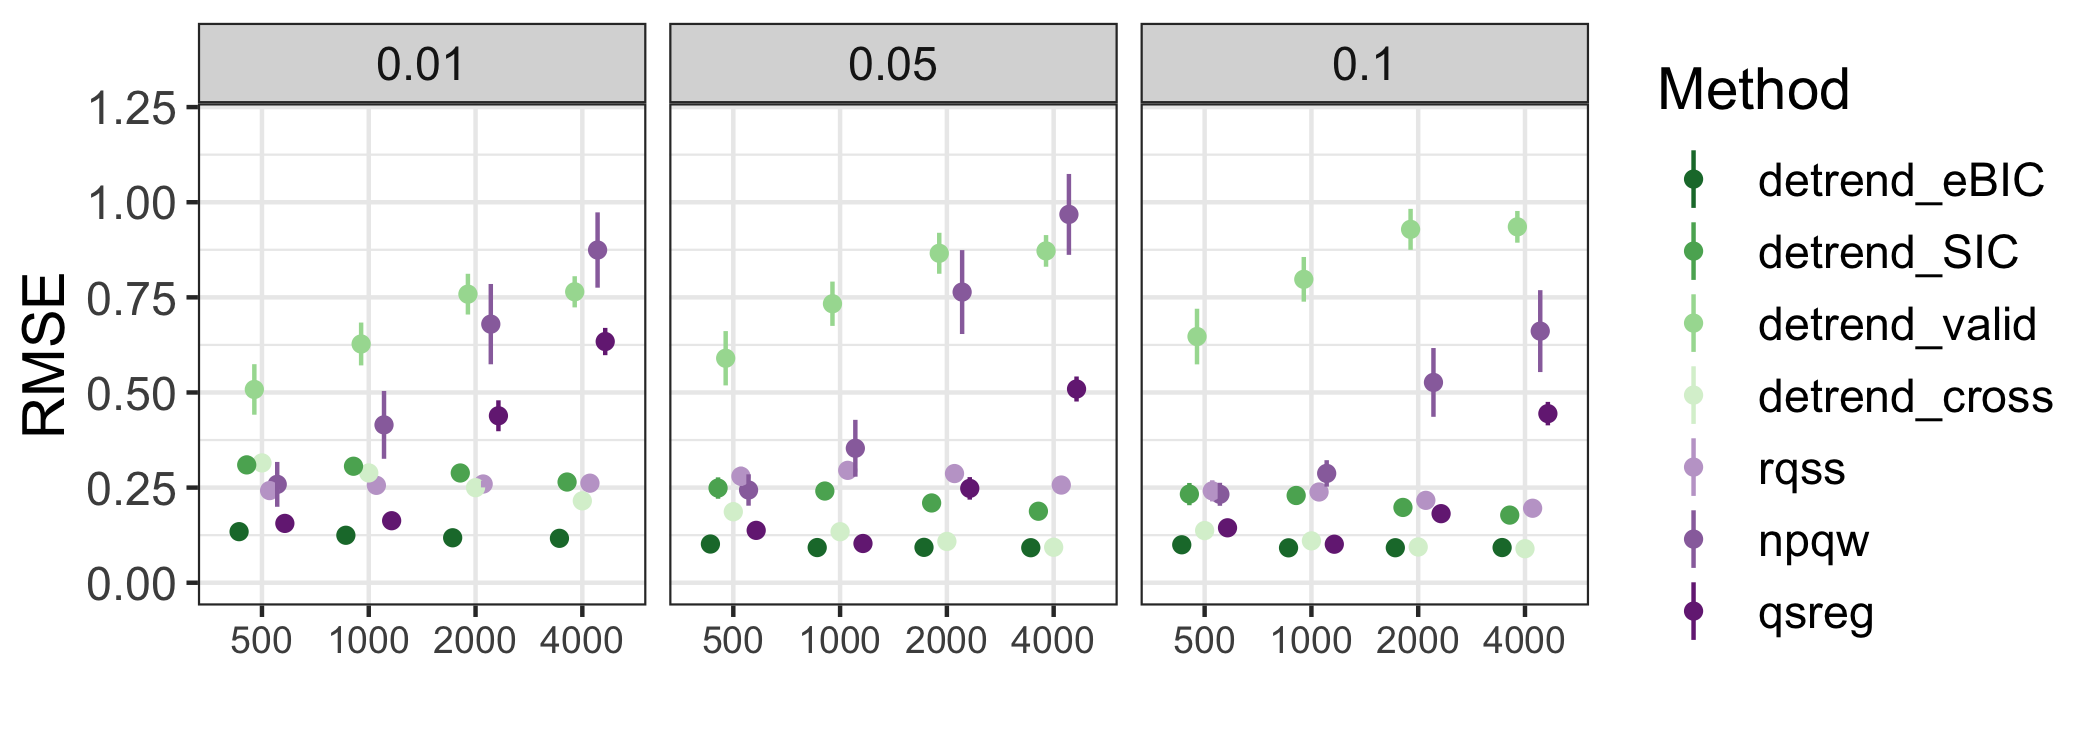 0.01
0.05
0.1
RMSE
1.25
1.00
0.75
0.50
0.25
0.00
500 1000 2000 4000
500 1000 2000 4000
500 1000 2000 4000
Method
detrend_eBIC
detrend_SIC
detrend_valid
detrend_cross
rqss
npqw
qsreg